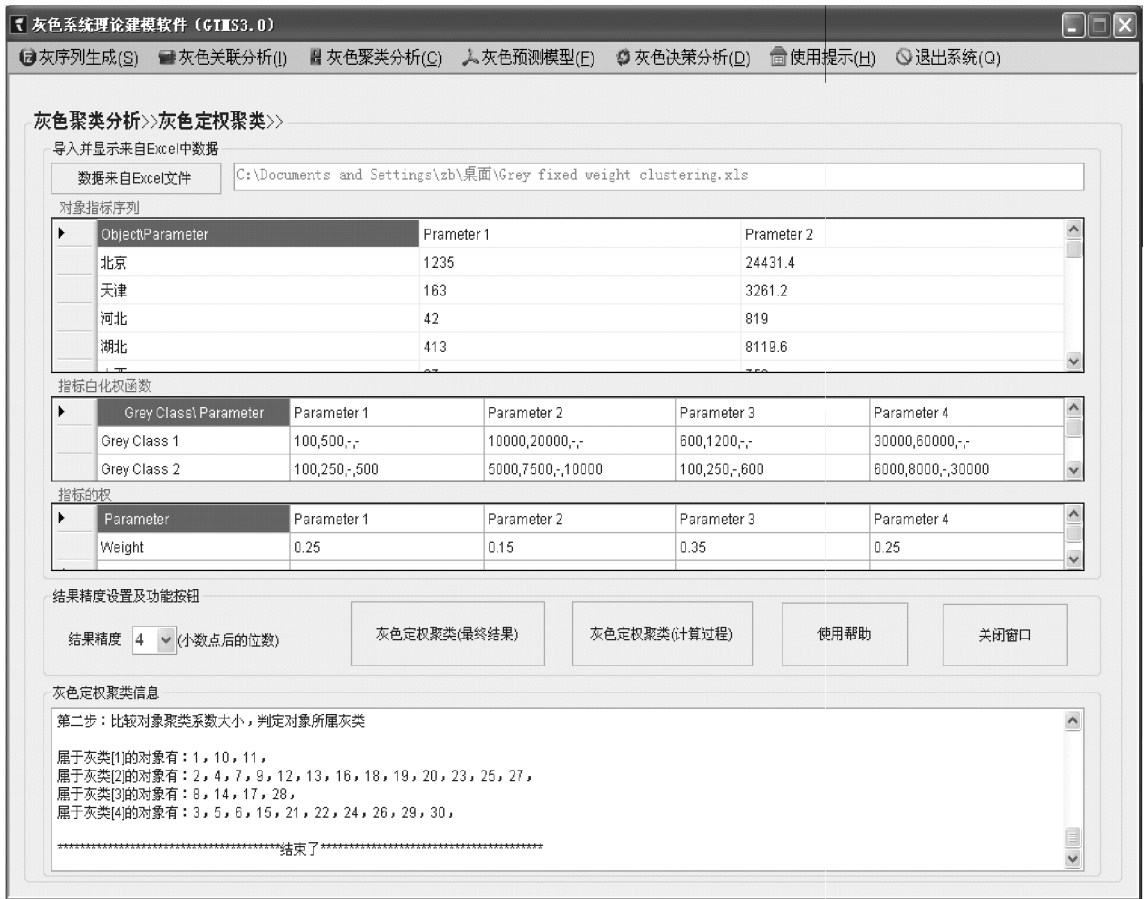 灰色系统理论建模软件（GTMS3.0）
灰序列生成(S) 灰色关联分析(I) 灰色聚类分析(C) 灰色预测模型(F) 灰色决策分析(D) 使用提示(H) 退出系统(Q)
灰色聚类分析>>灰色定权聚类>>
导入并显示来自Excel中数据
数据来自Excel文件 C:\Documents and Settings\zb\桌面\Grey fixed weight clustering.xls
对象指标序列
Object\Parameter Prameter 1 Prameter 2
北京 1235 24431.4
天津 163 3261.2
河北 42 819
湖北 413 8119.6
指标白化权函数
Grey Class\ Parameter Parameter 1 Parameter 2 Parameter 3 Parameter 4
Grey Class 1 100,500,-,- 10000,20000,-,- 600,1200,-,- 30000,60000,-,-
Grey Class 2 100,250,-,500 5000,7500,-,10000 100,250,-,600 6000,8000,-,30000
指标的权
Parameter Parameter 1 Parameter 2 Parameter 3 Parameter 4
Weight 0.25 0.15 0.35 0.25
结果精度设置及功能按钮
结果精度 4 (小数点后的位数) 灰色定权聚类(最终结果) 灰色定权聚类(计算过程) 使用帮助 关闭窗口
灰色定权聚类信息
第二步：比较对象聚类系数大小，判定对象所属灰类
属于灰类[1]的对象有：1，10，11，
属于灰类[2]的对象有：2，4，7，9，12，13，16，18，19，20，23，25，27，
属于灰类[3]的对象有：8，14，17，28，
属于灰类[4]的对象有：3，5，6，15，21，22，24，26，29，30，
****************************************结束了****************************************